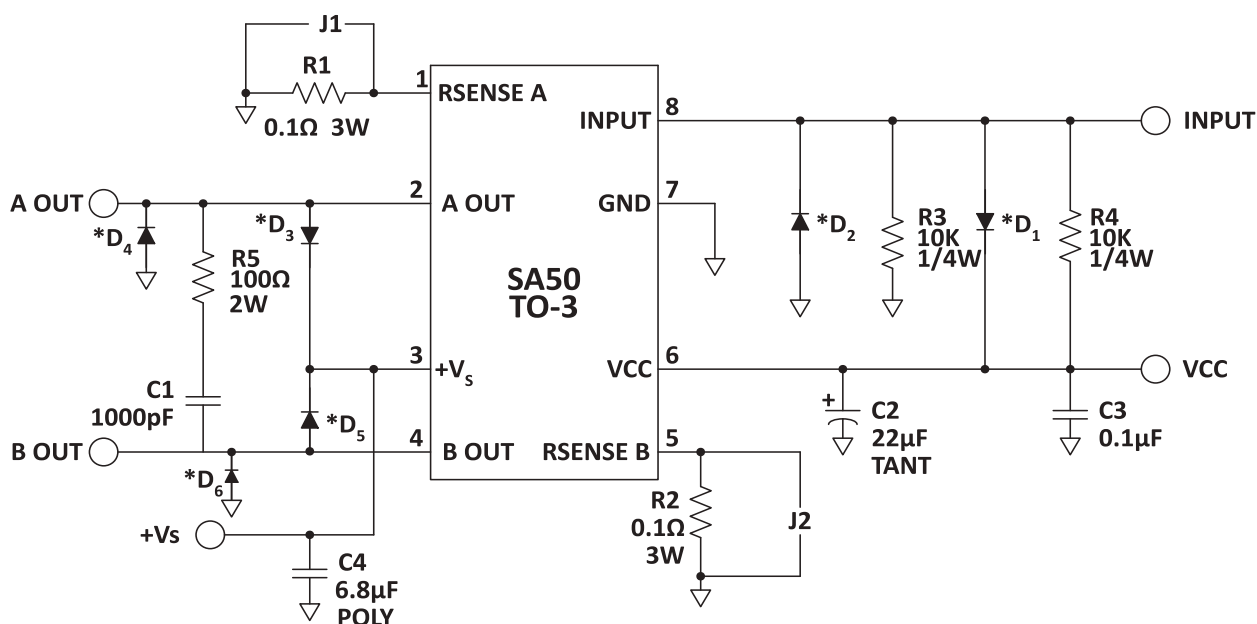 J1
R1
0.1Ω 3W
1
RSENSE A
INPUT
8
INPUT
A OUT
2
A OUT
GND
7
*D4
*D3
R5
100Ω
2W
SA50
TO-3
*D2
R3
10K
1/4W
*D1
R4
10K
1/4W
3
+VS
VCC
6
VCC
C1
1000pF
*D5
+
C2
22µF
TANT
C3
0.1µF
B OUT
4
B OUT
RSENSE B
5
*D6
R2
0.1Ω
3W
J2
+Vs
C4
6.8µF
POLY